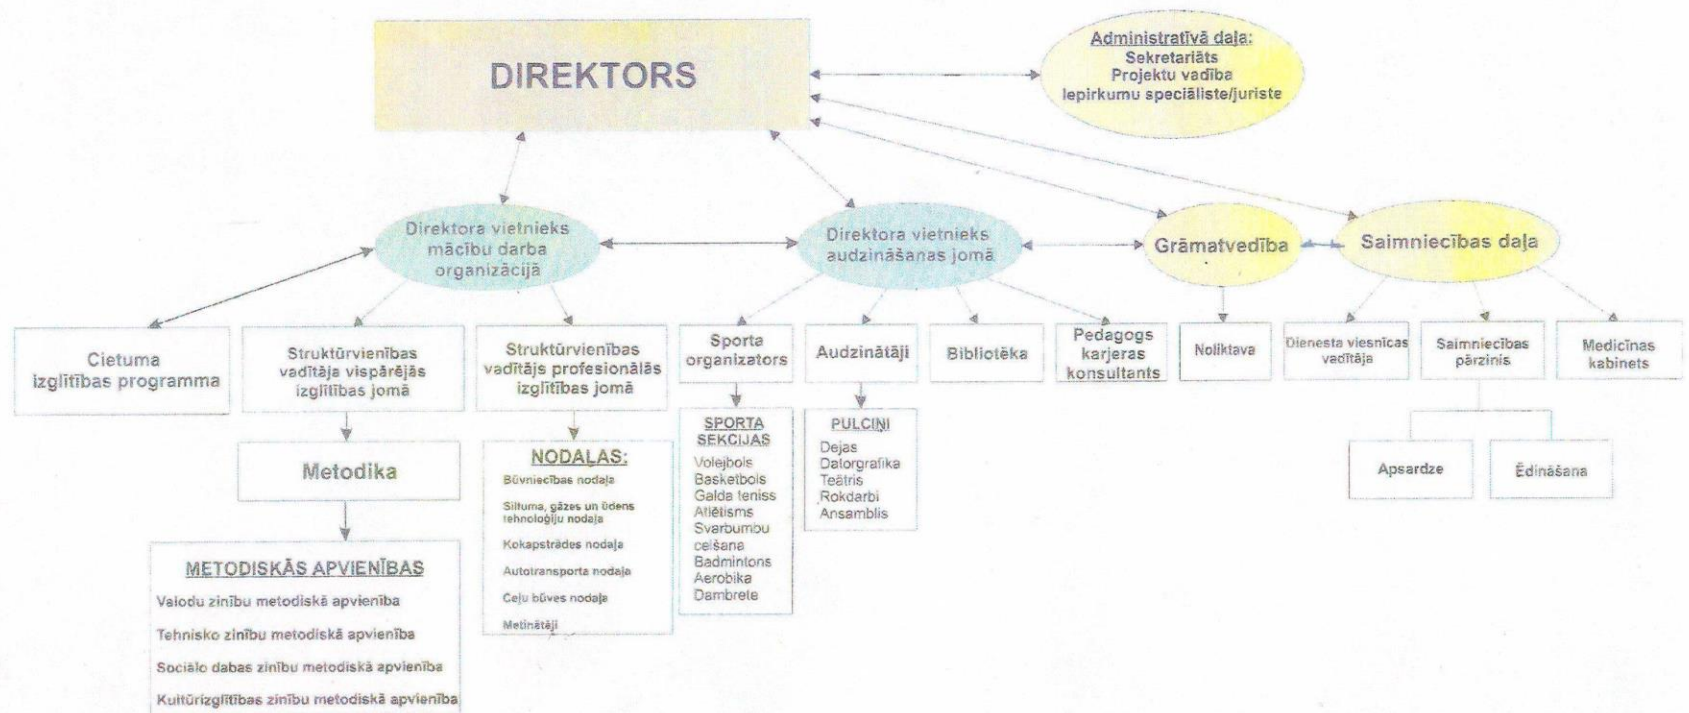 DIREKTORS
Administratīvā daļa:
Sekretariāts
Projektu vadība
Iepirkumu speciāliste/juriste
Direktora vietnieks
mācību darba
organizācijā
Direktora vietnieks
audzināšanas jomā
Grāmatvedība
Saimniecības daļa
Cietuma
izglītības programma
Struktūrvienības
vadītāja vispārējās
izglītības jomā
Struktūrvienības
vadītājs profesionālās
izglītības jomā
Sporta
organizators
Audzinātāji
Bibliotēka
Pedagogs
karjeras
konsultants
Noliktava
Dienesta viesnīcas
vadītāja
Saimniecības
pārzinis
Medicīnas
kabinets
Metodika
NODAĻAS:
Būvniecības nodaļa
Siltuma, gāzes un ūdens
tehnoloģiju nodaļa
Kokapstrādes nodaļa
Autotransporta nodaļa
Ceļu būves nodaļa
Metinātāji
SPORTA
SEKCIJAS
Volejbols
Basketbols
Galda teniss
Atlētisms
Svarbumbu
celšana
Badmintons
Aerobika
Dambrete
PULCIŅI
Dejas
Datorgrafika
Teātris
Rokdarbi
Ansamblis
Apsardze
Ēdināšana
METODISKĀS APVIENĪBAS
Valodu zinību metodiskā apvienība
Tehnisko zinību metodiskā apvienība
Sociālo dabas zinību metodiskā apvienība
Kultūrizglītības zinību metodiskā apvienība